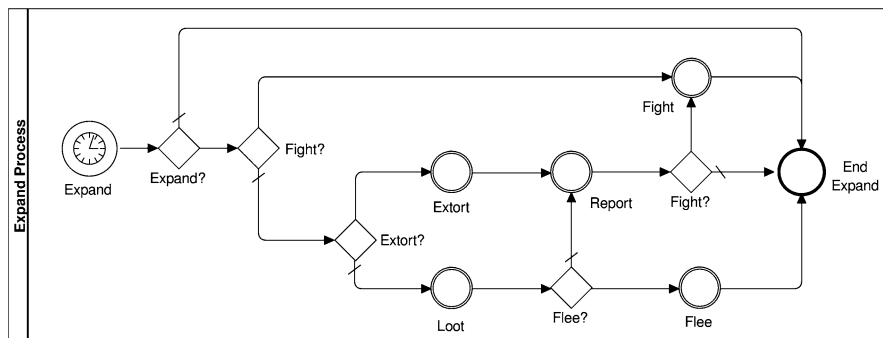 Expand Process
Expand
Expand?
Fight?
Extort?
Extort
Loot
Report
Flee?
Fight
Fight?
Flee
End
Expand